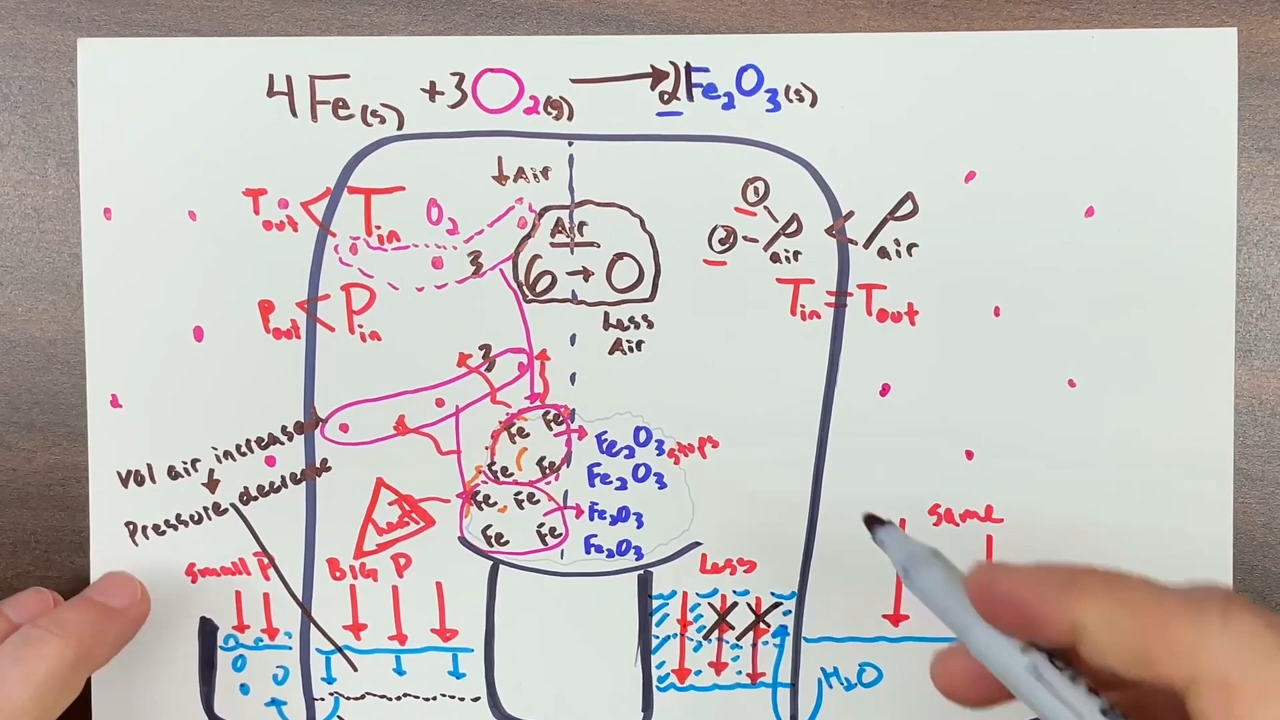 4Fe(s) +3O2(g) → 2Fe2O3(s)
↓Air
Tout < Tin
O2
3
Air
6 → O
Less
Air
Pout < Pin
①
② Pair < Pair
Tin = Tout
3
vol air increased
↓
Pressure decrease
heat
Fe Fe
Fe Fe
Fe Fe
Fe Fe
Fe2O3 stops
Fe2O3
Fe2O3
Fe2O3
small P
BIG P
Less
same
H2O